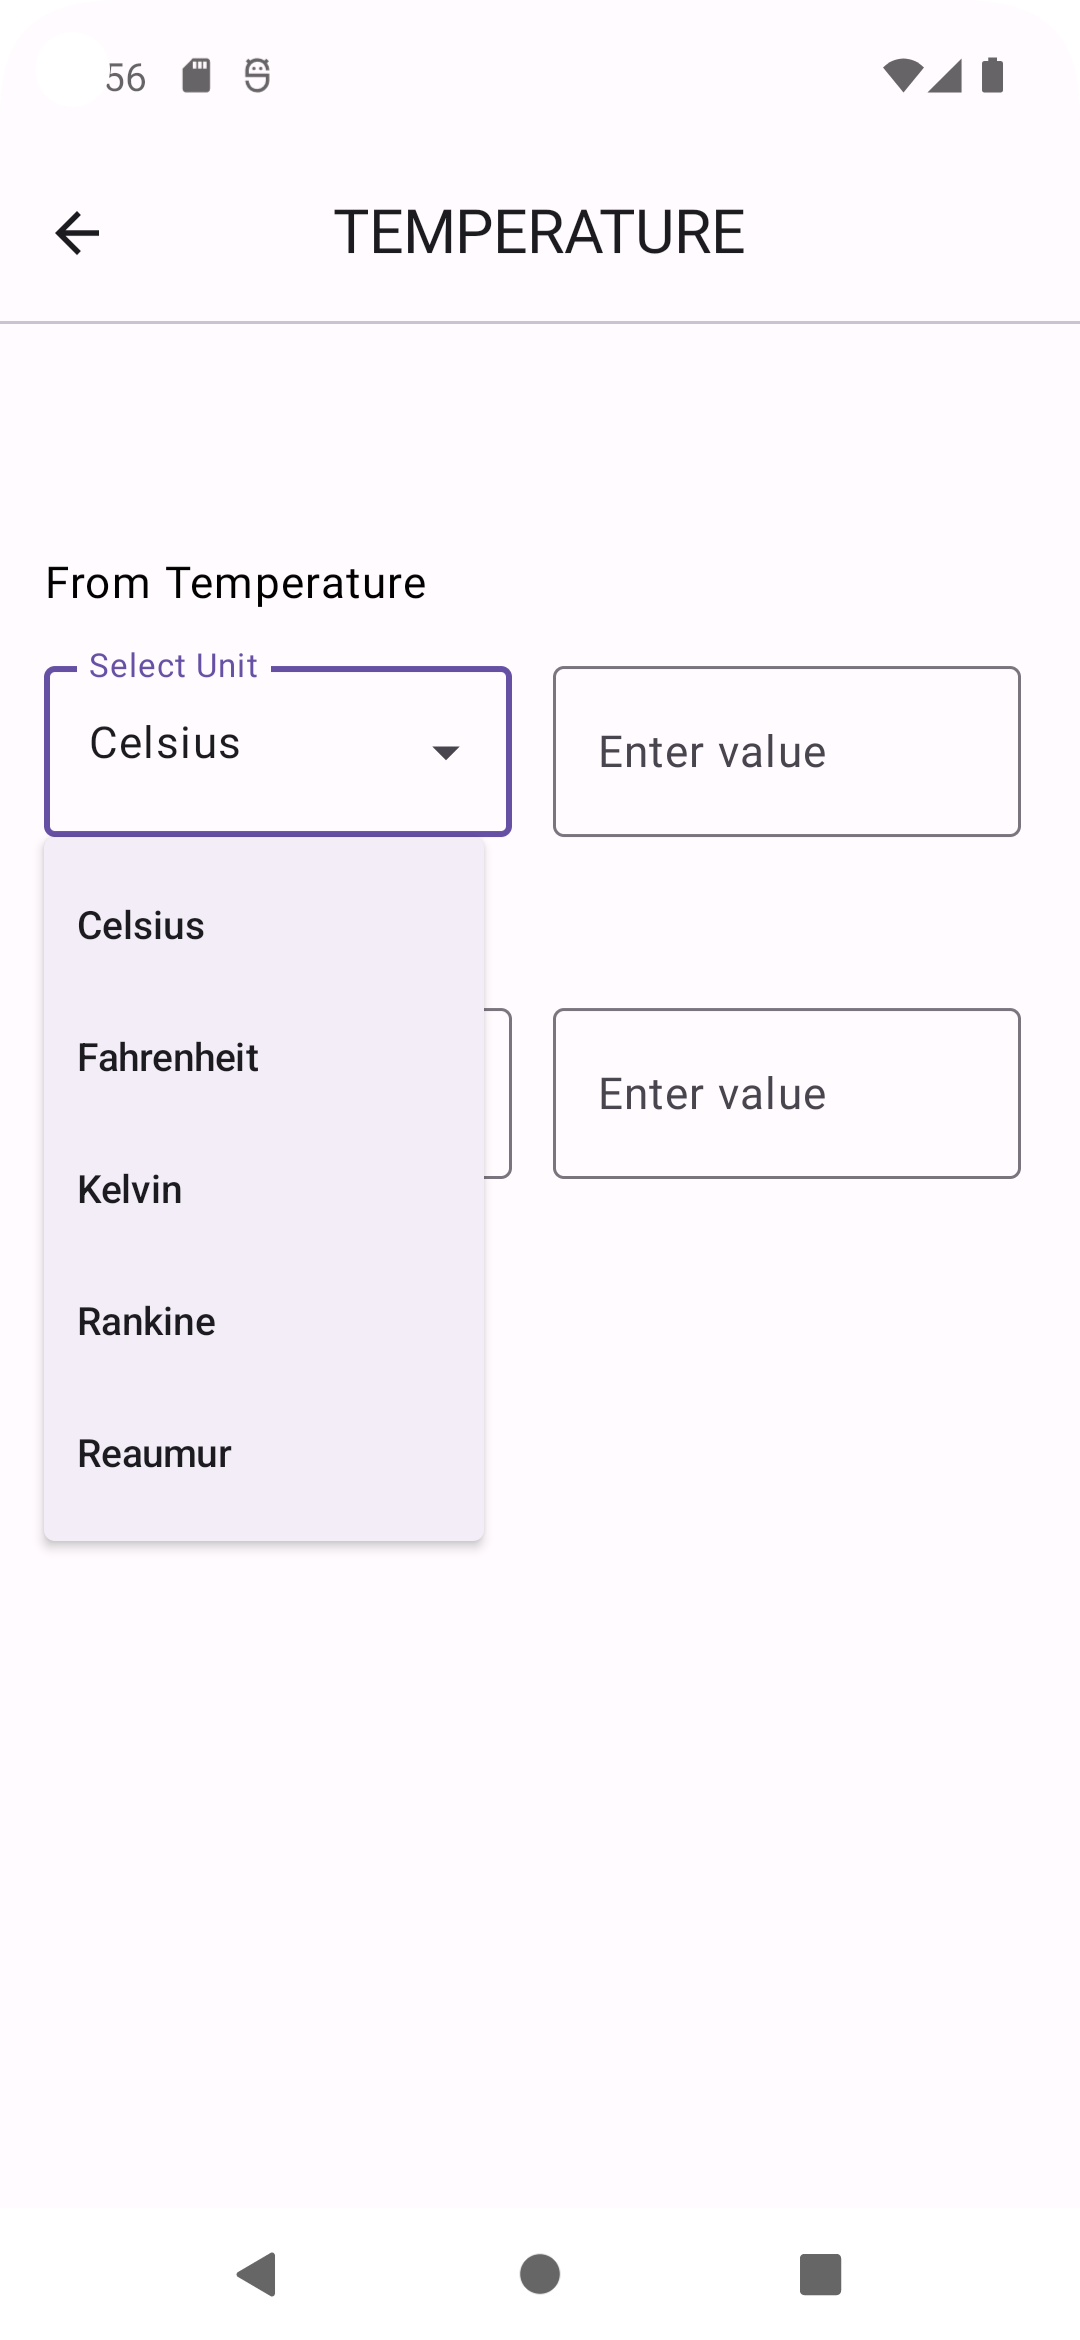 56
TEMPERATURE
From Temperature
Select Unit
Celsius
Enter value
Celsius
Fahrenheit
Enter value
Kelvin
Rankine
Reaumur